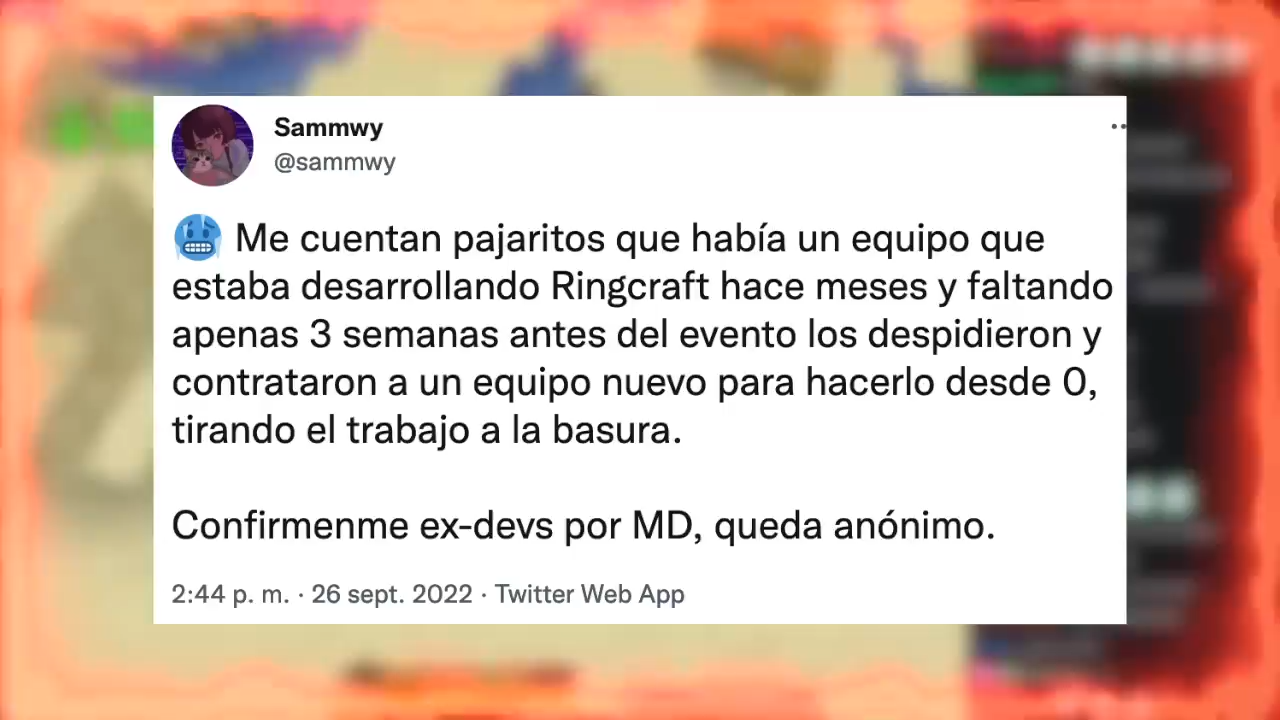 Sammwy
@sammwy
🥶 Me cuentan pajaritos que había un equipo que
estaba desarrollando Ringcraft hace meses y faltando
apenas 3 semanas antes del evento los despidieron y
contrataron a un equipo nuevo para hacerlo desde 0,
tirando el trabajo a la basura.
Confirmenme ex-devs por MD, queda anónimo.
2:44 p. m. · 26 sept. 2022 · Twitter Web App